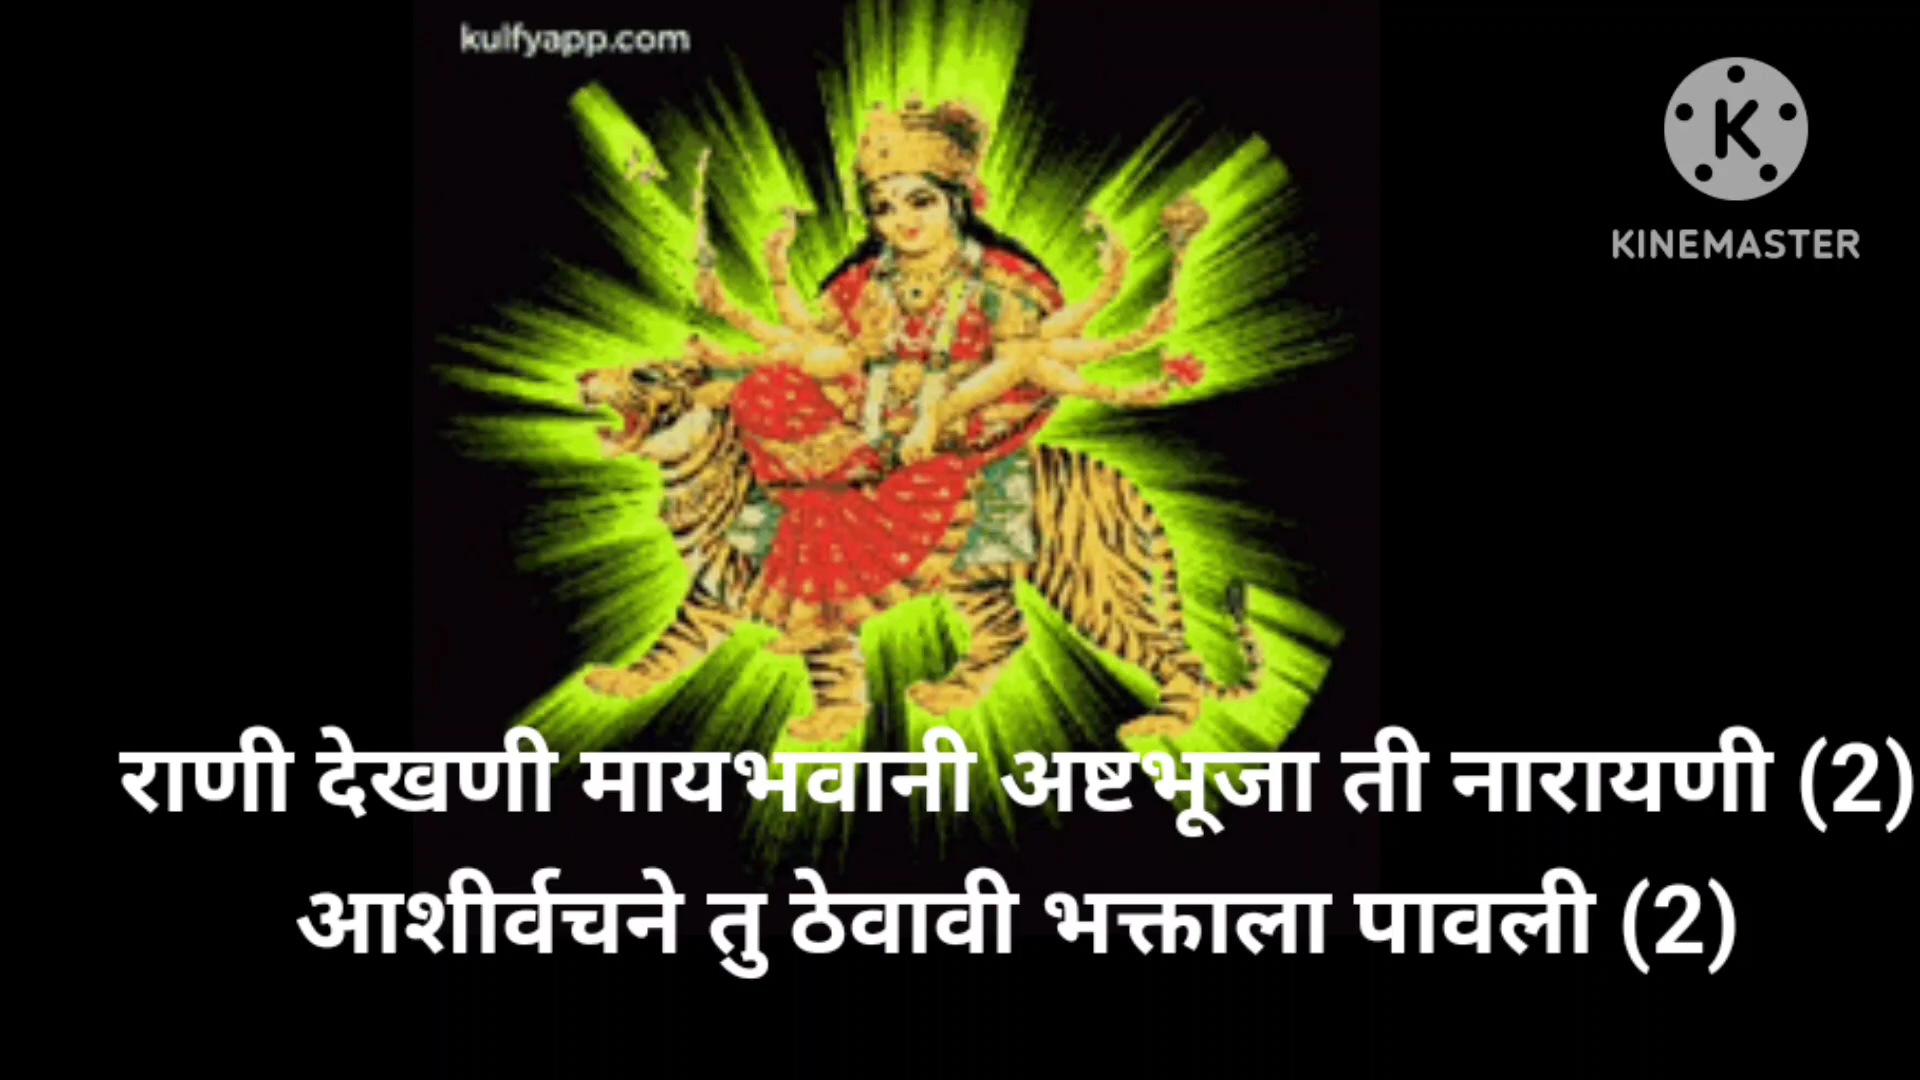 kulfyapp.com
K
KINEMASTER
राणी देखणी मायभवानी अष्टभूजा ती नारायणी (2)
आशीर्वचने तु ठेवावी भक्ताला पावली (2)